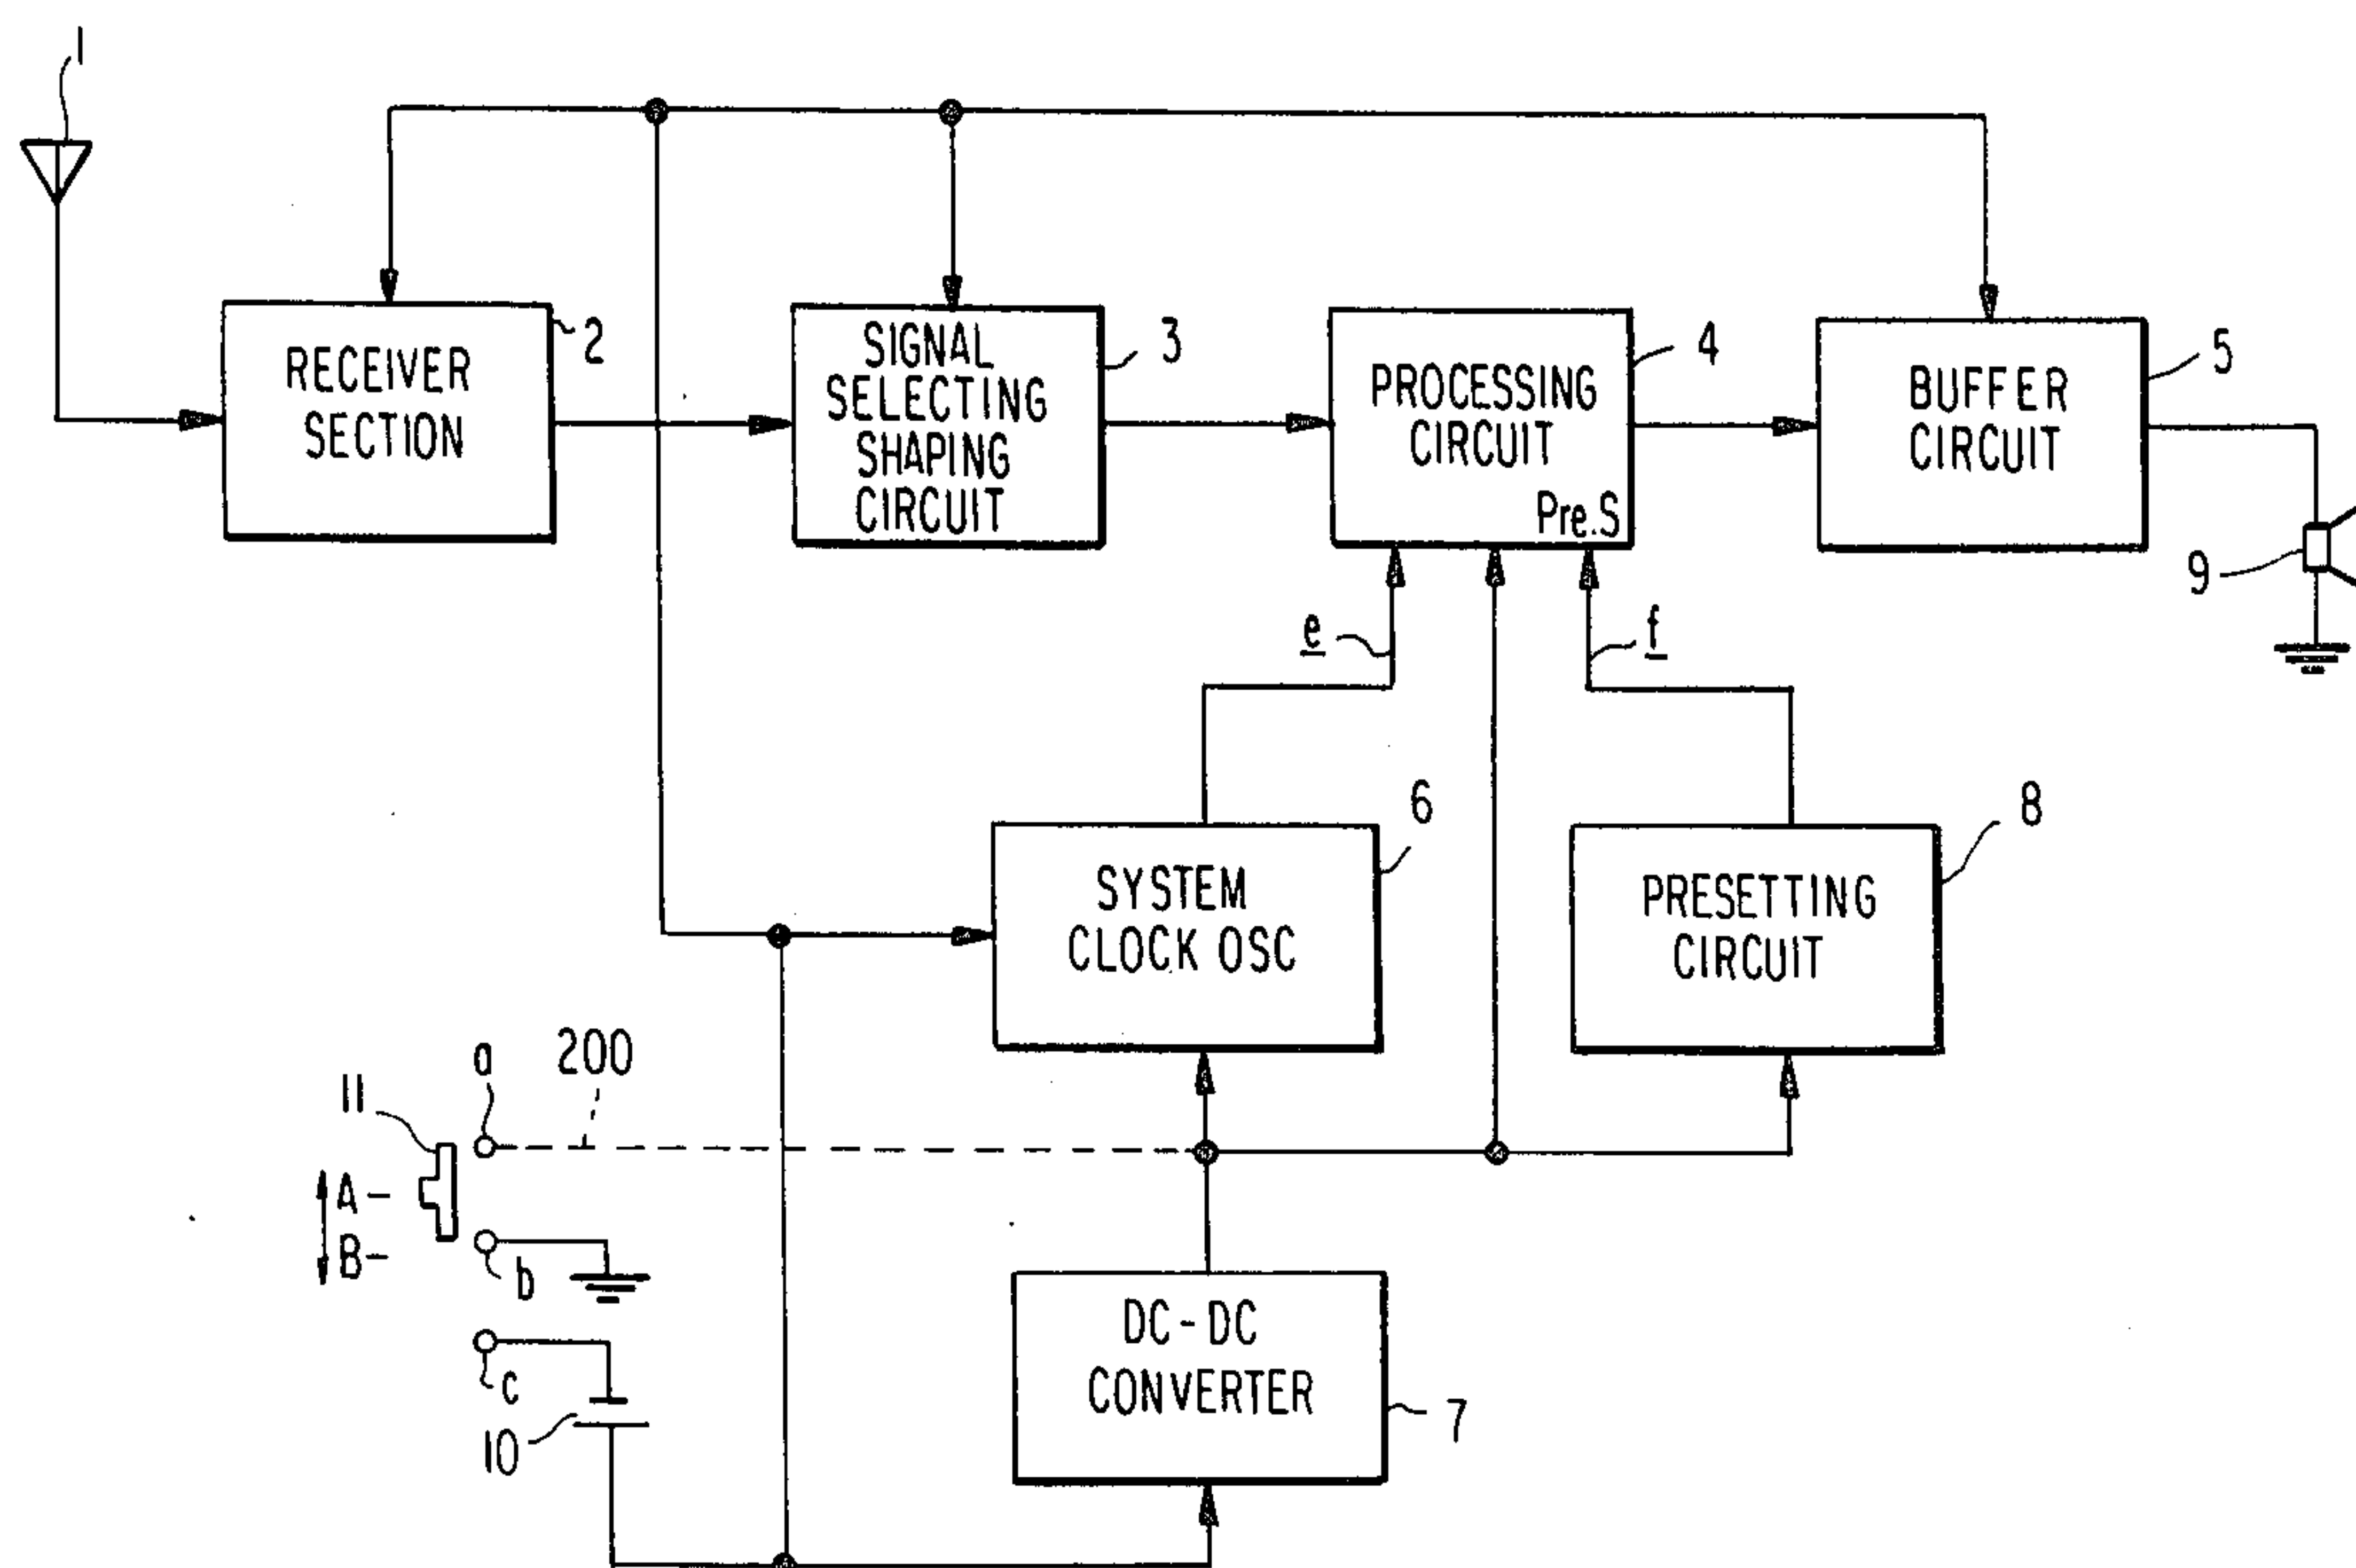 1
RECEIVER
SECTION
2
SIGNAL
SELECTING
SHAPING
CIRCUIT
3
PROCESSING
CIRCUIT
Pre.S
4
BUFFER
CIRCUIT
5
9
e
f
SYSTEM
CLOCK OSC
6
PRESETTING
CIRCUIT
8
11
a
200
A-
B-
b
c
10
DC-DC
CONVERTER
7